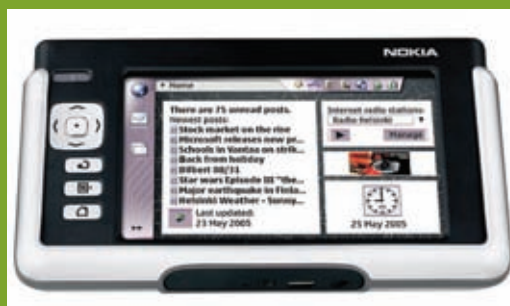 NOKIA
Home
There are 75 unread posts.
Newest posts:
Stock market on the rise
Microsoft releases new pr...
Schools in Vantaa on strik...
Back from holiday
Dilbert 08/31
Star wars Episode III "the...
Major earthquake in Finla...
Helsinki Weather - Sunny...
Last updated:
23 May 2005
Internet radio stations:
Radio Helsinki
Manage
25 May 2005